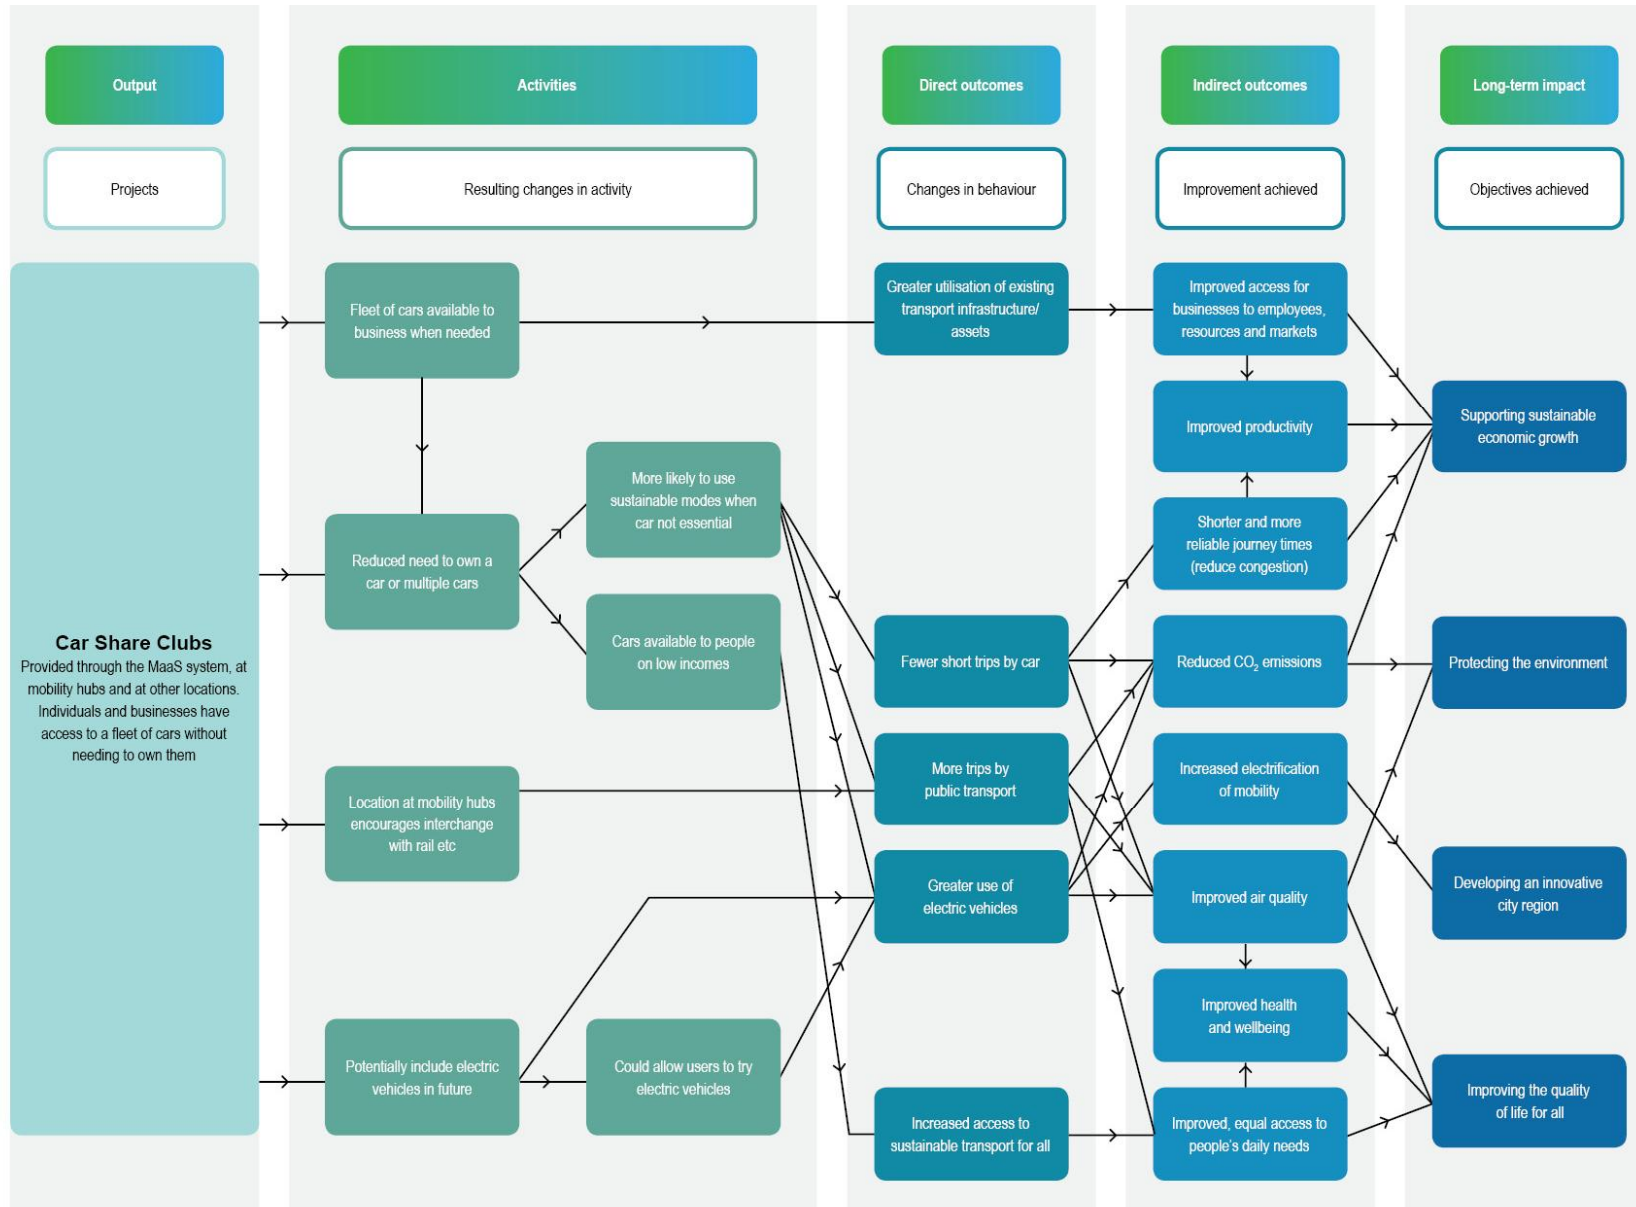 Output
Activities
Direct outcomes
Indirect outcomes
Long-term impact
Projects
Resulting changes in activity
Changes in behaviour
Improvement achieved
Objectives achieved
Car Share Clubs
Provided through the MaaS system, at
mobility hubs and at other locations.
Individuals and businesses have
access to a fleet of cars without
needing to own them
Fleet of cars available to
business when needed
Reduced need to own a
car or multiple cars
Location at mobility hubs
encourages interchange
with rail etc
Potentially include electric
vehicles in future
More likely to use
sustainable modes when
car not essential
Cars available to people
on low incomes
Could allow users to try
electric vehicles
Greater utilisation of existing
transport infrastructure/
assets
Fewer short trips by car
More trips by
public transport
Greater use of
electric vehicles
Increased access to
sustainable transport for all
Improved access for
businesses to employees,
resources and markets
Improved productivity
Shorter and more
reliable journey times
(reduce congestion)
Reduced CO₂ emissions
Increased electrification
of mobility
Improved air quality
Improved health
and wellbeing
Improved, equal access to
people's daily needs
Supporting sustainable
economic growth
Protecting the environment
Developing an innovative
city region
Improving the quality
of life for all